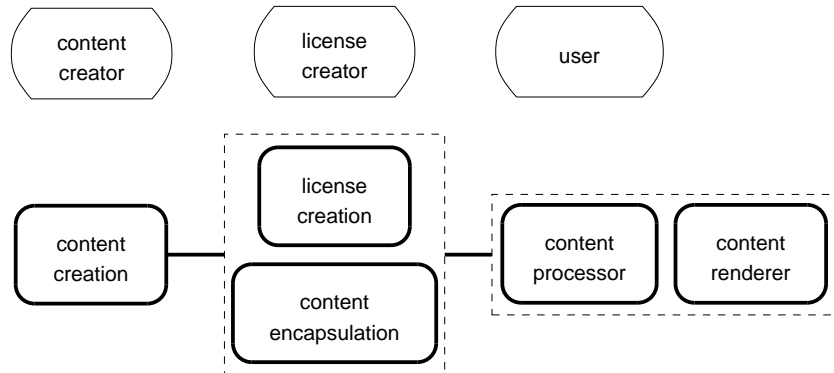 content
creator
license
creator
user
license
creation
content
creation
content
encapsulation
content
processor
content
renderer